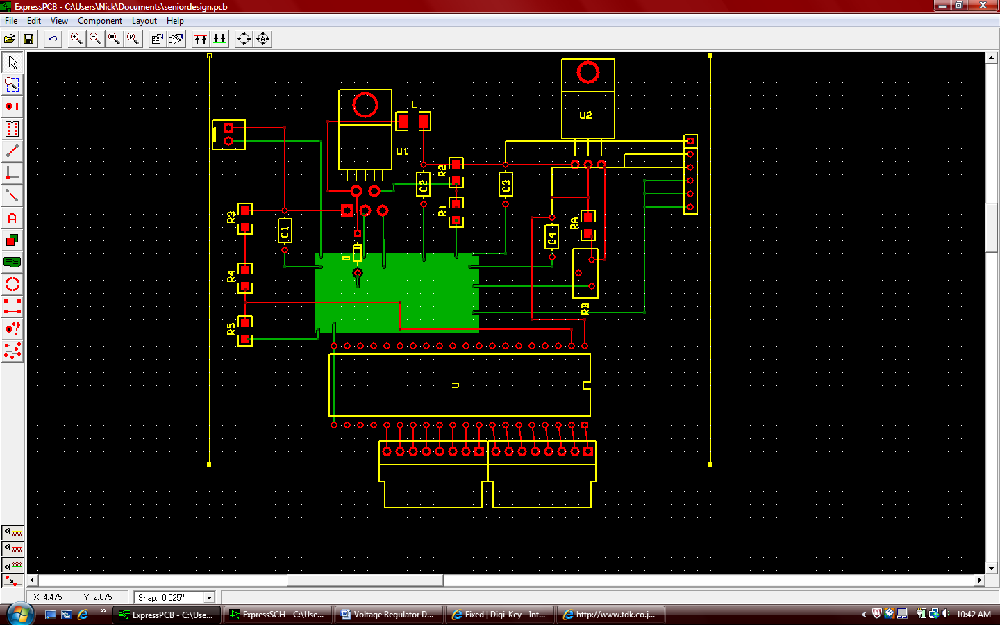 ExpressPCB - C:\Users\Nick\Documents\seniordesign.pcb
File Edit View Component Layout Help
L
U2
U1
R2
C2
C3
R3
R1
C1
RA
C4
D
R4
RB
R5
U
X: 4.475 Y: 2.875 Snap: 0.025"
ExpressPCB - C:\Use... ExpressSCH - C:\Use... Voltage Regulator D... Fixed | Digi-Key - Int... http://www.tdk.co.j... 10:42 AM